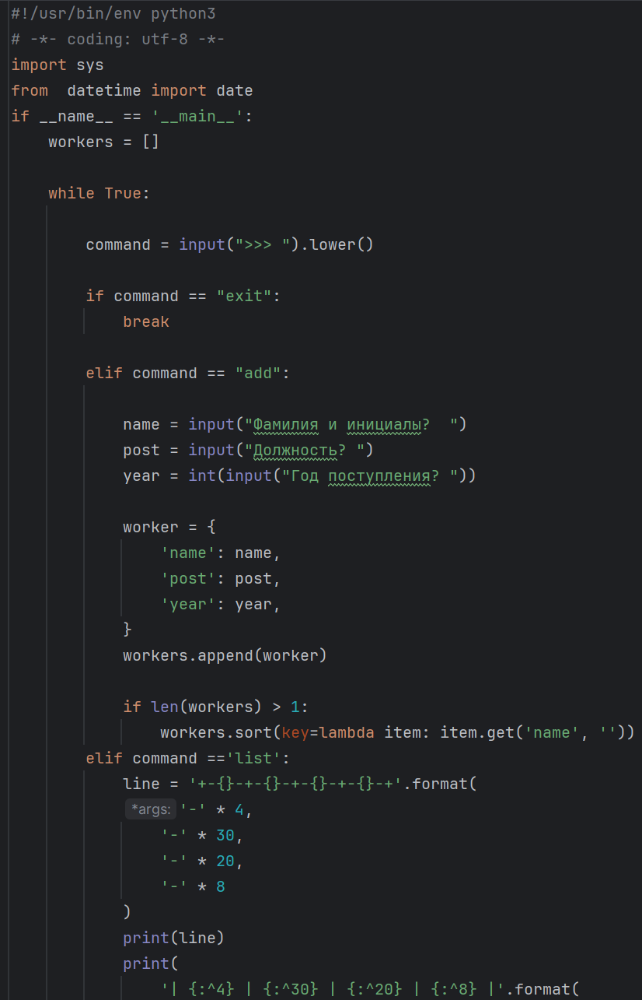 #!/usr/bin/env python3
# -*- coding: utf-8 -*-
import sys
from  datetime import date
if __name__ == '__main__':
    workers = []

    while True:

        command = input(">>> ").lower()

        if command == "exit":
            break

        elif command == "add":

            name = input("Фамилия и инициалы?  ")
            post = input("Должность? ")
            year = int(input("Год поступления? "))

            worker = {
                'name': name,
                'post': post,
                'year': year,
            }
            workers.append(worker)

            if len(workers) > 1:
                workers.sort(key=lambda item: item.get('name', ''))
        elif command =='list':
            line = '+-{}-+-{}-+-{}-+-{}-+'.format(
            *args: '-' * 4,
                '-' * 30,
                '-' * 20,
                '-' * 8
            )
            print(line)
            print(
                '| {:^4} | {:^30} | {:^20} | {:^8} |'.format(